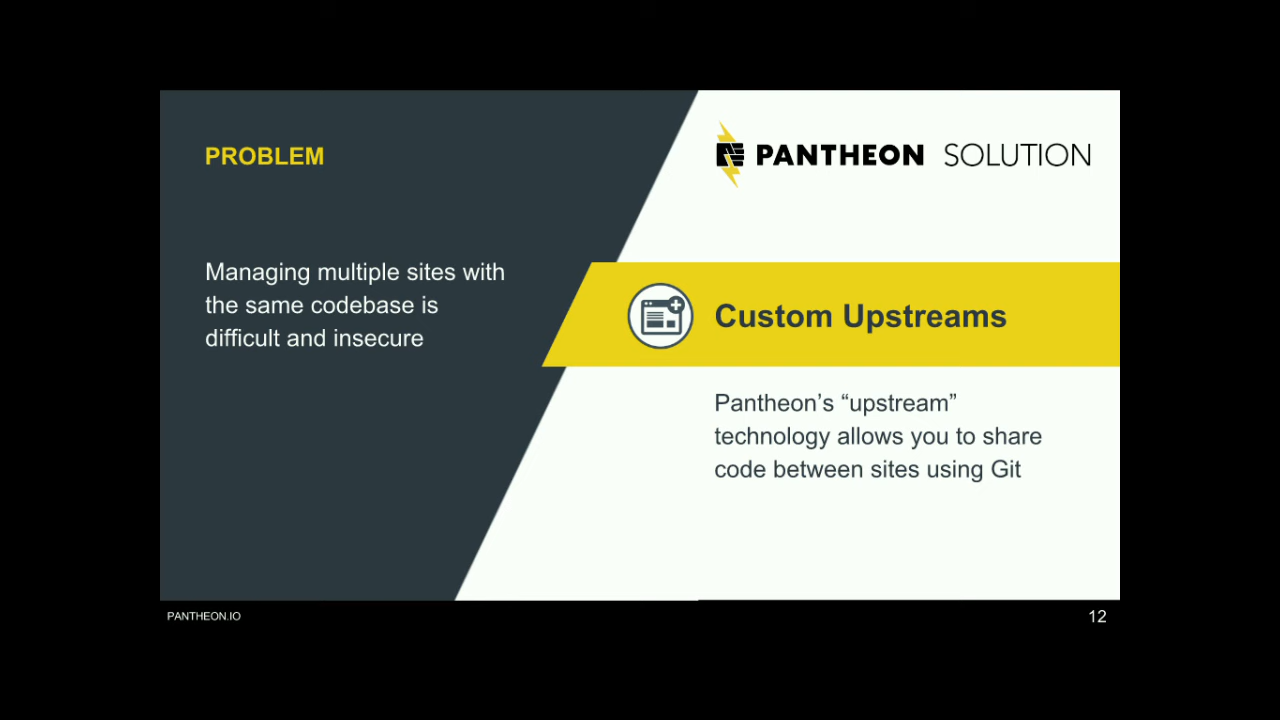 PROBLEM
Managing multiple sites with
the same codebase is
difficult and insecure
PANTHEON SOLUTION
Custom Upstreams
Pantheon’s “upstream”
technology allows you to share
code between sites using Git
PANTHEON.IO
12